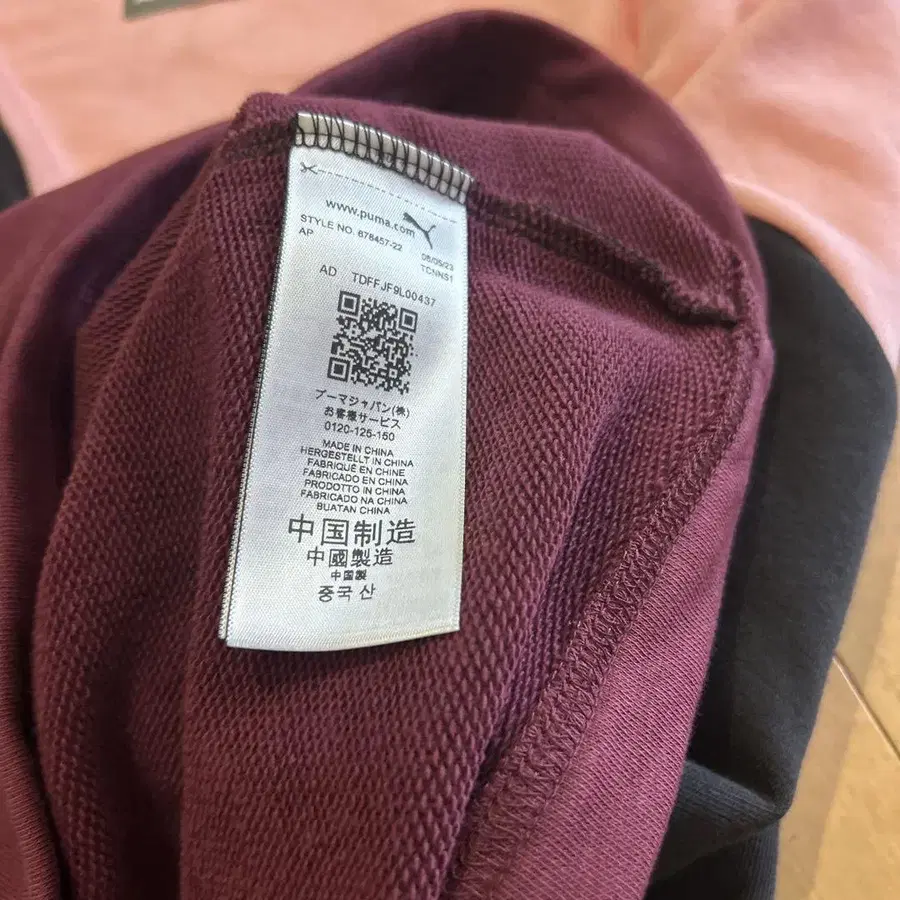 www.puma.com
STYLE NO. 678457-22
AP
08/05/23
TCNNS1
AD TDFFJF9L00437
プーマジャパン(株)
お客様サービス
0120-125-150
MADE IN CHINA
HERGESTELLT IN CHINA
FABRIQUÉ EN CHINE
FABRICADO EN CHINA
PRODOTTO IN CHINA
FABRICADO NA CHINA
BUATAN CHINA
中国制造
中國製造
中国製
중국 산